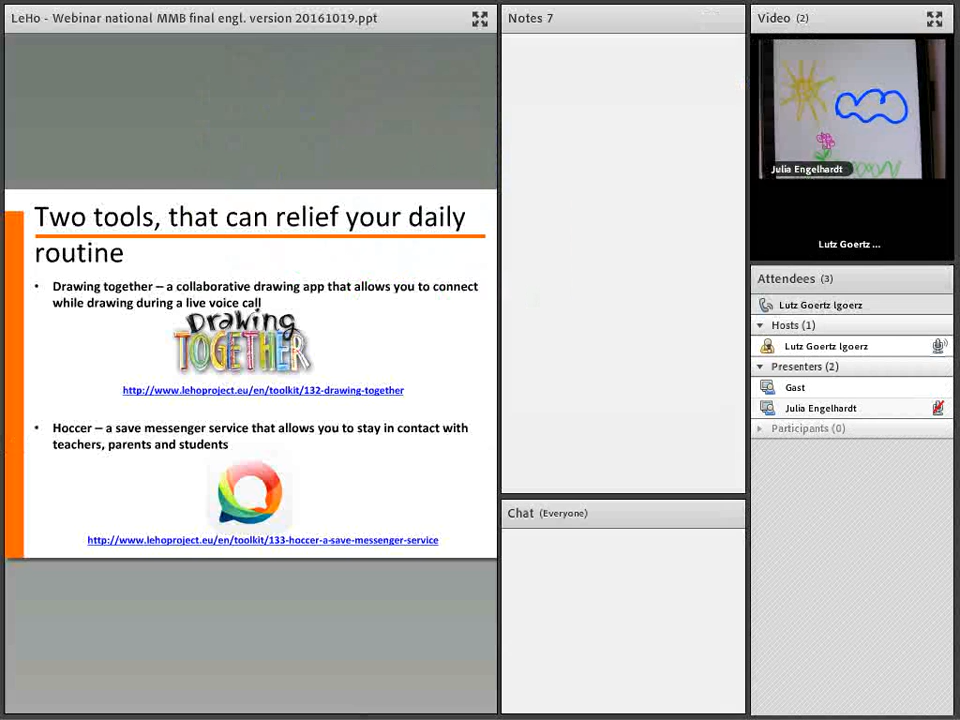 LeHo - Webinar national MMB final engl. version 20161019.ppt
Two tools, that can relief your daily
routine
• Drawing together – a collaborative drawing app that allows you to connect
while drawing during a live voice call
Drawing
TOGETHER
http://www.lehoproject.eu/en/toolkit/132-drawing-together
• Hoccer – a save messenger service that allows you to stay in contact with
teachers, parents and students
http://www.lehoproject.eu/en/toolkit/133-hoccer-a-save-messenger-service
Notes 7
Chat (Everyone)
Video (2)
Julia Engelhardt
Lutz Goertz ...
Attendees (3)
Lutz Goertz lgoerz
Hosts (1)
Lutz Goertz lgoerz
Presenters (2)
Gast
Julia Engelhardt
Participants (0)